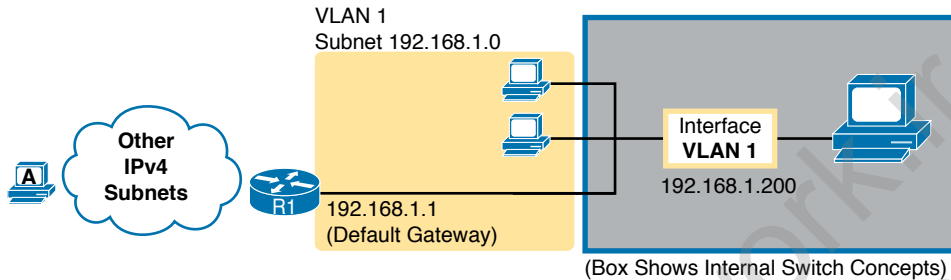 VLAN 1
Subnet 192.168.1.0
Other
IPv4
Subnets
A
R1
192.168.1.1
(Default Gateway)
Interface
VLAN 1
192.168.1.200
(Box Shows Internal Switch Concepts)